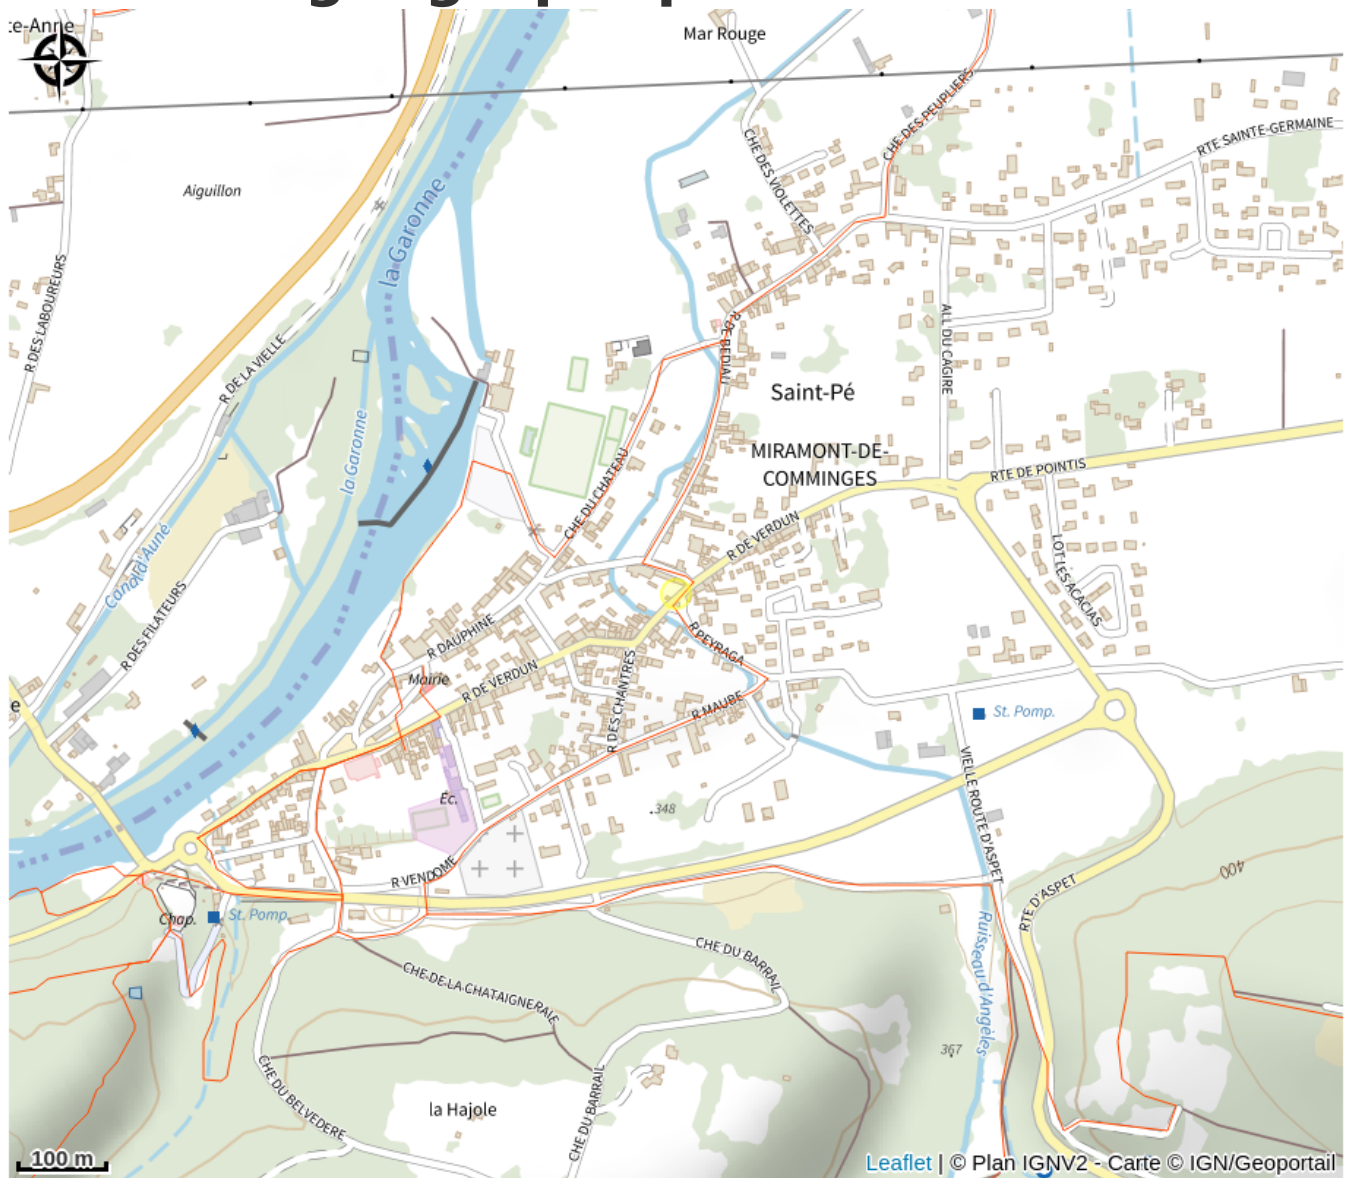 te-Anne
Mar Rouge
CHE DES PEUPLIERS
RTE SAINTE-GERMAINE
CHE DES VIOLETTES
Aiguillon
la Garonne
R DES LABOUREURS
R DE LA VIELLE
R DE BEDIAU
ALL DU CAGIRE
Saint-Pé
MIRAMONT-DE-
COMMINGES
la Garonne
CHE DU CHATEAU
RTE DE POINTIS
R DE VERDUN
Canal d'Aune
LOT LES ACACIAS
R DES FILATEURS
R DAUPHINE
R PEYRAGA
Mairie
R DE VERDUN
R DES CHANTRES
R MAUBE
e
St. Pomp.
VIELLE ROUTE D'ASPET
Éc.
348
R VENDOME
400
RTE D'ASPET
Chap.
St. Pomp.
CHE DU BARRAIL
CHE DE LA CHATAIGNERAIE
Ruisseau d'Angèles
367
CHE DU BELVEDERE
la Hajole
CHE DU BARRAIL
100 m
Leaflet | © Plan IGNV2 - Carte © IGN/Geoportail